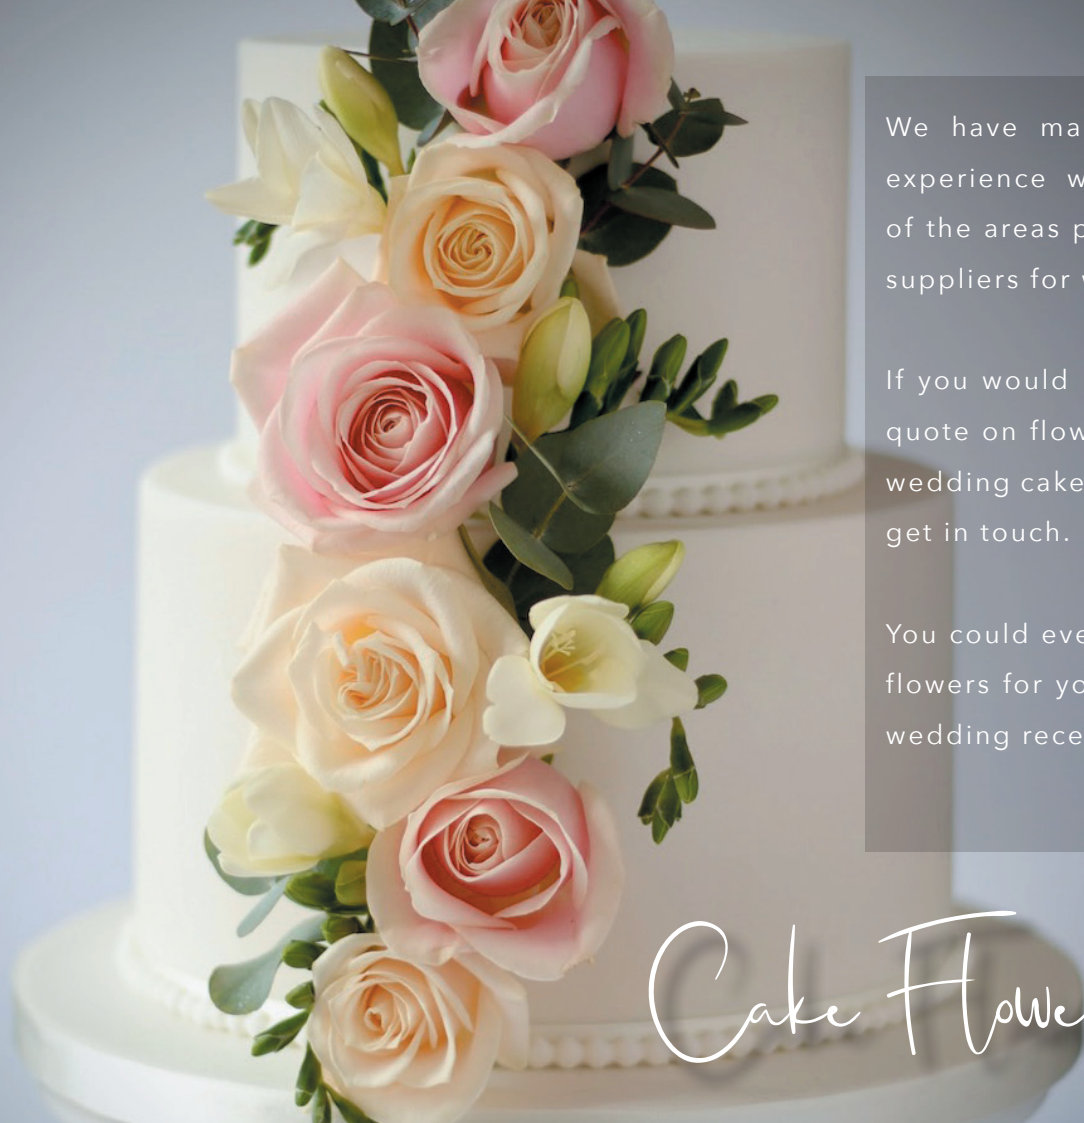 We have ma
experience w
of the areas p
suppliers for
If you would
quote on flow
wedding cake
get in touch.
You could eve
flowers for yo
wedding rece
Cake Flowe